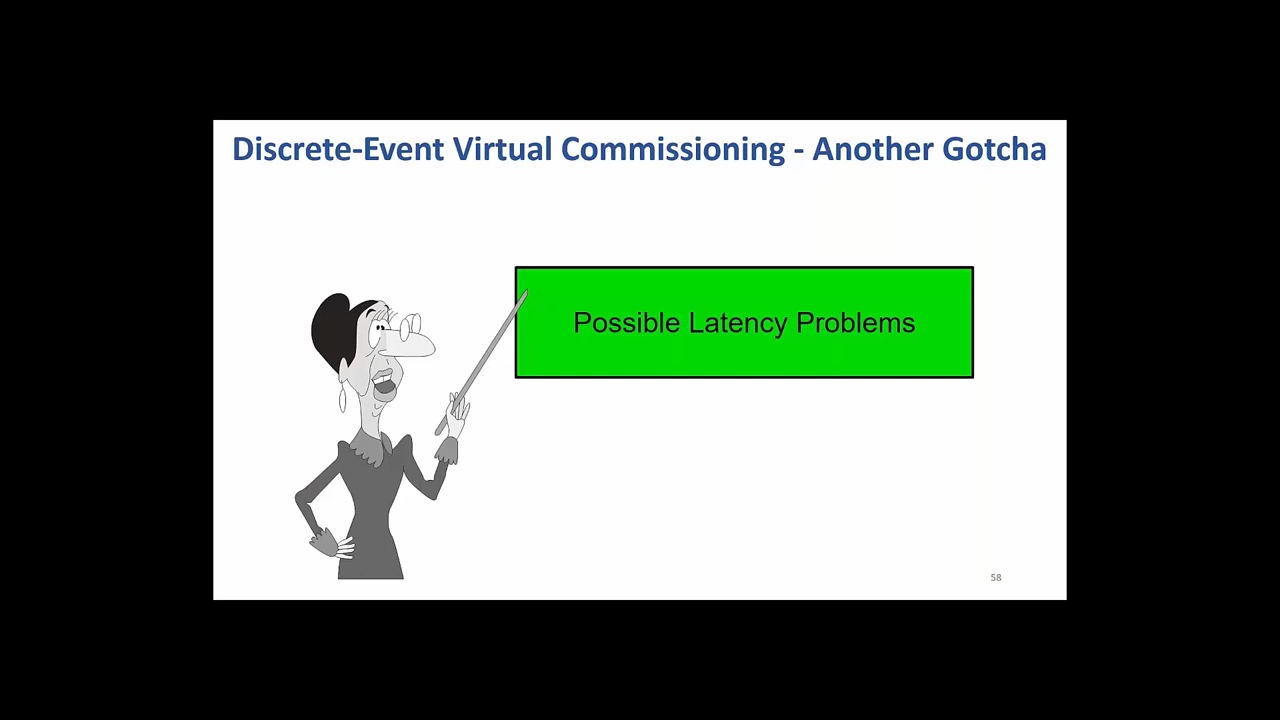 Discrete-Event Virtual Commissioning - Another Gotcha
Possible Latency Problems
58